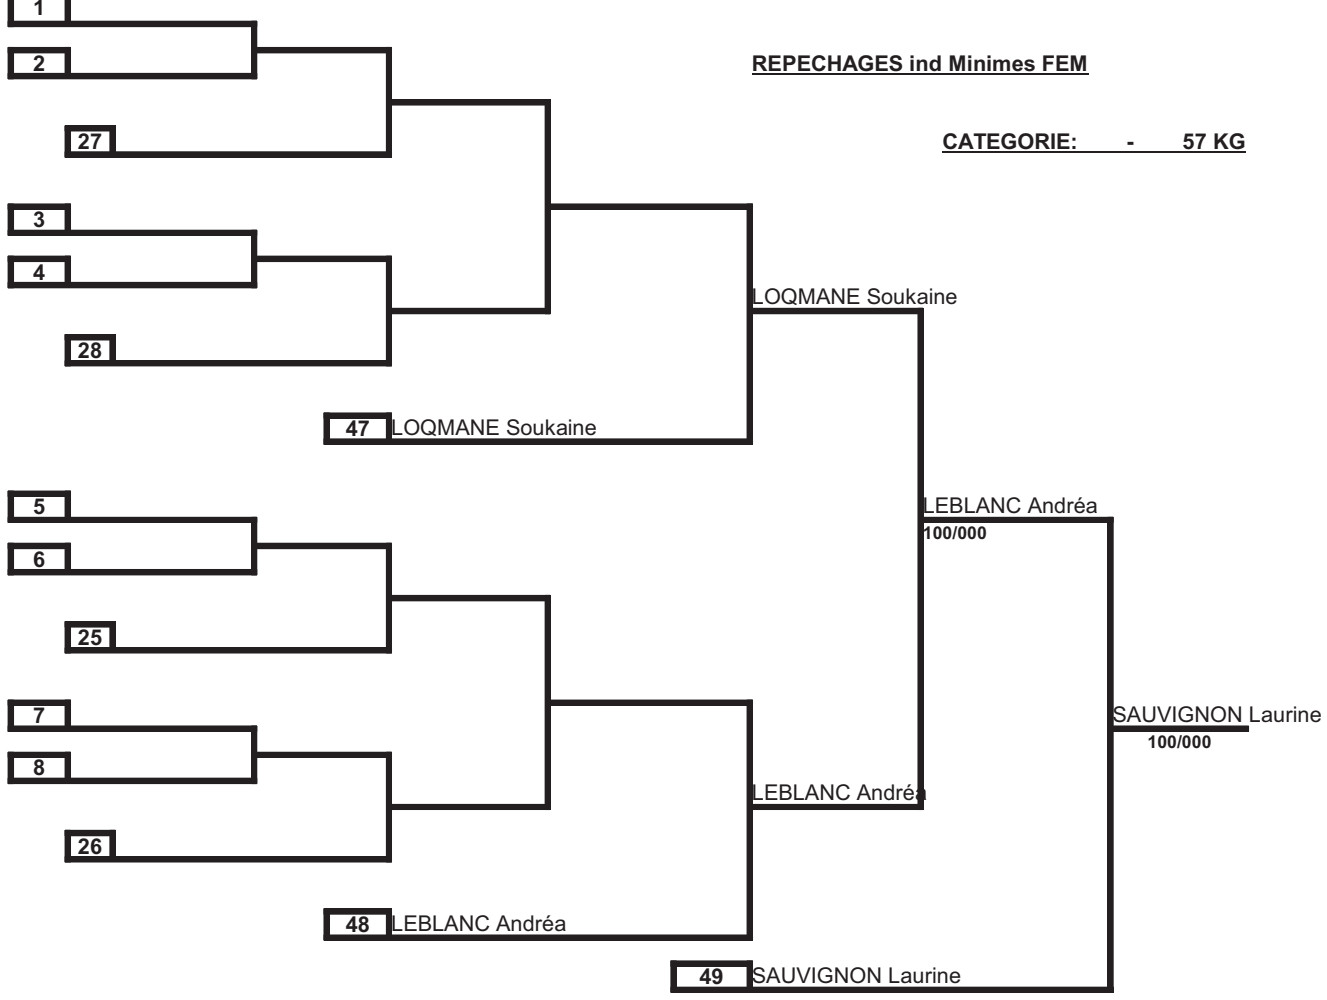 1
2
REPECHAGES ind Minimes FEM
27
CATEGORIE: - 57 KG
3
4
LOQMANE Soukaine
28
47 LOQMANE Soukaine
5
LEBLANC Andréa
100/000
6
25
7
SAUVIGNON Laurine
100/000
8
LEBLANC Andréa
26
48 LEBLANC Andréa
49 SAUVIGNON Laurine